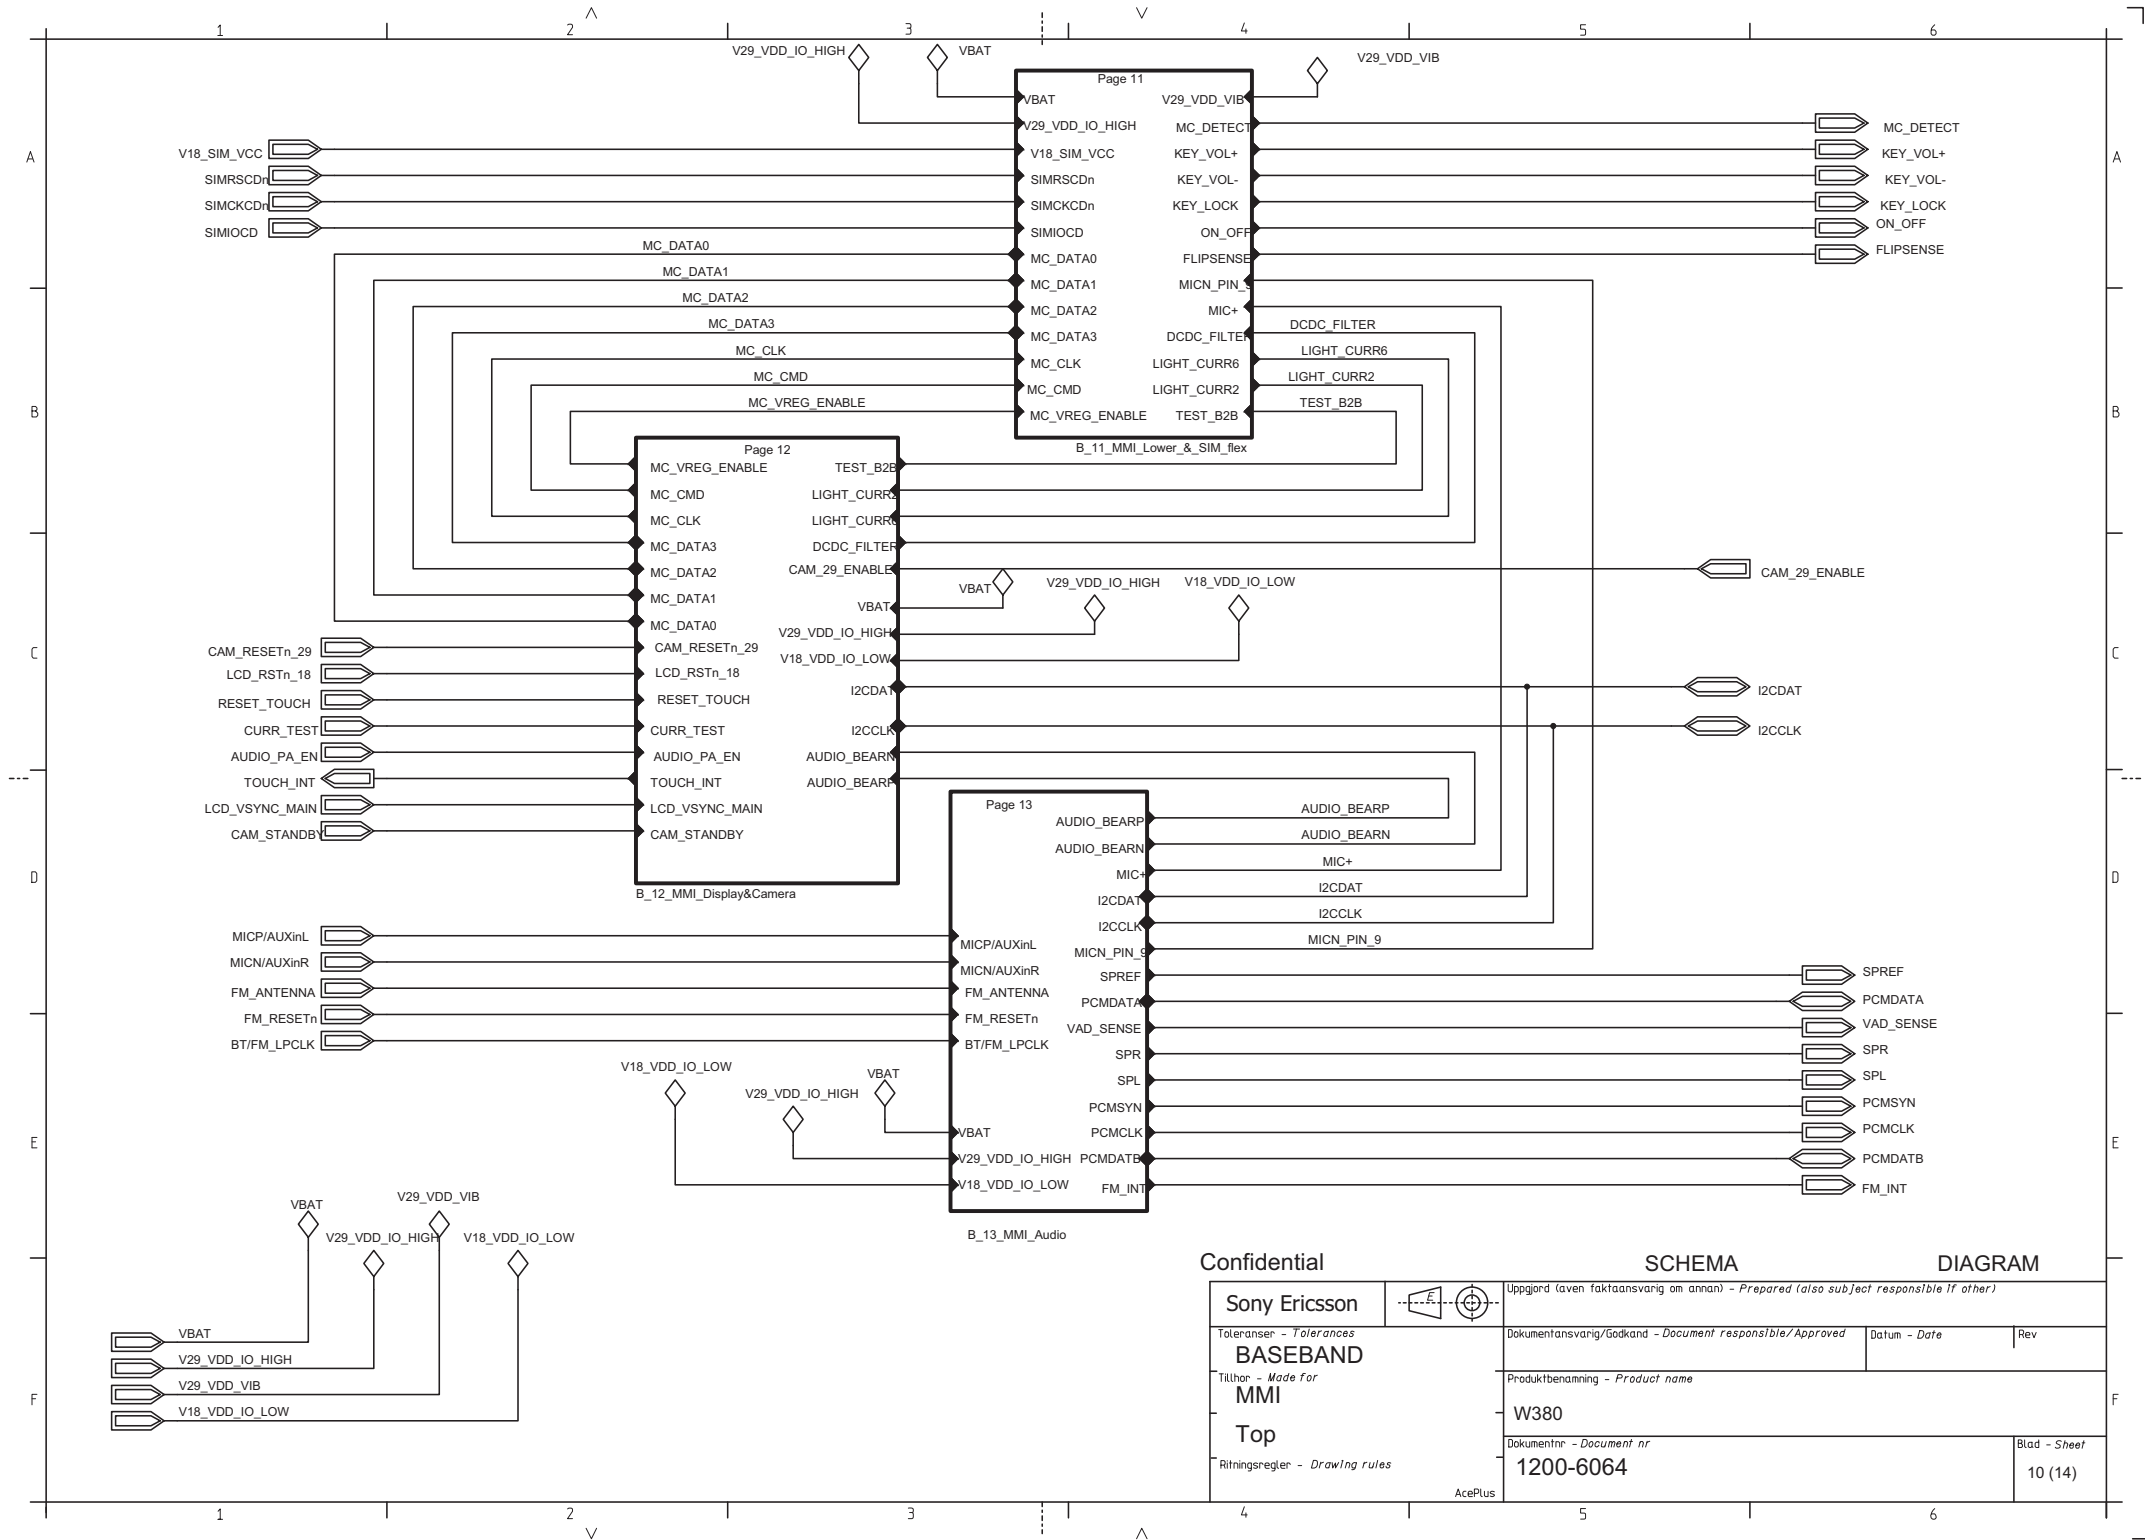 1 2 3 4 5 6
V29_VDD_IO_HIGH VBAT V29_VDD_VIB
Page 11
VBAT V29_VDD_VIB
V29_VDD_IO_HIGH MC_DETECT MC_DETECT
A A
V18_SIM_VCC V18_SIM_VCC KEY_VOL+ KEY_VOL+
SIMRSCDn SIMRSCDn KEY_VOL- KEY_VOL-
SIMCKCDn SIMCKCDn KEY_LOCK KEY_LOCK
SIMIOCD SIMIOCD ON_OFF ON_OFF
MC_DATA0 MC_DATA0 FLIPSENSE FLIPSENSE
MC_DATA1 MC_DATA1 MICN_PIN_9
MC_DATA2 MC_DATA2 MIC+
MC_DATA3 MC_DATA3 DCDC_FILTER DCDC_FILTER
MC_CLK MC_CLK LIGHT_CURR6 LIGHT_CURR6
MC_CMD MC_CMD LIGHT_CURR2 LIGHT_CURR2
B MC_VREG_ENABLE MC_VREG_ENABLE TEST_B2B TEST_B2B B
B_11_MMI_Lower_&_SIM_flex
Page 12
MC_VREG_ENABLE TEST_B2B
MC_CMD LIGHT_CURR2
MC_CLK LIGHT_CURR6
MC_DATA3 DCDC_FILTER
MC_DATA2 CAM_29_ENABLE CAM_29_ENABLE
VBAT V29_VDD_IO_HIGH V18_VDD_IO_LOW
MC_DATA1 VBAT
MC_DATA0 V29_VDD_IO_HIGH
C C
CAM_RESETn_29 CAM_RESETn_29 V18_VDD_IO_LOW
LCD_RSTn_18 LCD_RSTn_18
I2CDAT I2CDAT
RESET_TOUCH RESET_TOUCH
CURR_TEST CURR_TEST I2CCLK I2CCLK
AUDIO_PA_EN AUDIO_PA_EN AUDIO_BEARN
TOUCH_INT TOUCH_INT AUDIO_BEARP
LCD_VSYNC_MAIN LCD_VSYNC_MAIN
CAM_STANDBY CAM_STANDBY
B_12_MMI_Display&Camera
Page 13
AUDIO_BEARP AUDIO_BEARP
AUDIO_BEARN AUDIO_BEARN
D MIC+ MIC+ D
I2CDAT I2CDAT
I2CCLK I2CCLK
MICP/AUXinL MICP/AUXinL MICN_PIN_9 MICN_PIN_9
MICN/AUXinR MICN/AUXinR SPREF SPREF
FM_ANTENNA FM_ANTENNA PCMDATA PCMDATA
FM_RESETn FM_RESETn VAD_SENSE VAD_SENSE
BT/FM_LPCLK BT/FM_LPCLK SPR SPR
V18_VDD_IO_LOW V29_VDD_IO_HIGH VBAT
SPL SPL
PCMSYN PCMSYN
E VBAT PCMCLK PCMCLK E
V29_VDD_IO_HIGH PCMDATB PCMDATB
V18_VDD_IO_LOW FM_INT FM_INT
B_13_MMI_Audio
VBAT V29_VDD_VIB
V29_VDD_IO_HIGH V18_VDD_IO_LOW
VBAT
V29_VDD_IO_HIGH
V29_VDD_VIB
V18_VDD_IO_LOW
F F
Confidential SCHEMA DIAGRAM
Sony Ericsson E
Uppgjord (aven faktaansvarig om annan) - Prepared (also subject responsible if other)
Toleranser - Tolerances
BASEBAND
Dokumentansvarig/Godkand - Document responsible/Approved Datum - Date Rev
Tillhor - Made for
MMI
Top
Produktbenamning - Product name
W380
Dokumentnr - Document nr
1200-6064
Blad - Sheet
10 (14)
Ritningsregler - Drawing rules
AcePlus
1 2 3 4 5 6